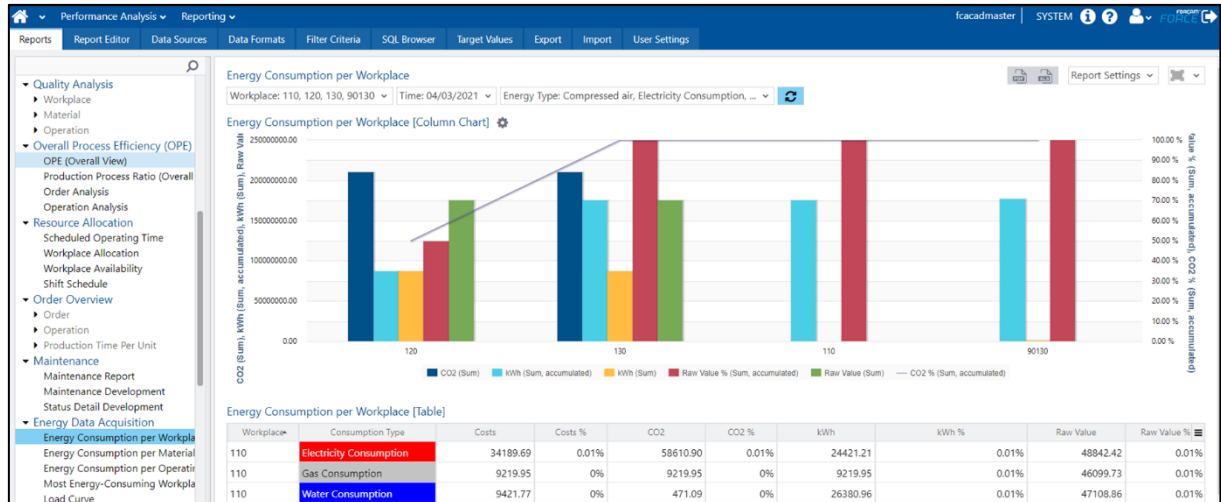 Performance Analysis Reporting fcacadmaster SYSTEM FORCAM FORCE
Reports Report Editor Data Sources Data Formats Filter Criteria SQL Browser Target Values Export Import User Settings
Quality Analysis
Workplace
Material
Operation
Overall Process Efficiency (OPE)
OPE (Overall View)
Production Process Ratio (Overall
Order Analysis
Operation Analysis
Resource Allocation
Scheduled Operating Time
Workplace Allocation
Workplace Availability
Shift Schedule
Order Overview
Order
Operation
Production Time Per Unit
Maintenance
Maintenance Report
Maintenance Development
Status Detail Development
Energy Data Acquisition
Energy Consumption per Workpla
Energy Consumption per Material
Energy Consumption per Operatin
Most Energy-Consuming Workpla
Load Curve
Energy Consumption per Workplace
Report Settings
Workplace: 110, 120, 130, 90130 Time: 04/03/2021 Energy Type: Compressed air, Electricity Consumption, ...
Energy Consumption per Workplace [Column Chart]
CO2 (Sum), kWh (Sum, accumulated), kWh (Sum), Raw Valu
250000000.00
200000000.00
150000000.00
100000000.00
50000000.00
0.00
100.00 %
90.00 %
80.00 %
70.00 %
60.00 %
50.00 %
40.00 %
30.00 %
20.00 %
10.00 %
0.00 %
alue % (Sum, accumulated), CO2 % (Sum, accumulated)
120 130 110 90130
CO2 (Sum) kWh (Sum, accumulated) kWh (Sum) Raw Value % (Sum, accumulated) Raw Value (Sum) CO2 % (Sum, accumulated)
Energy Consumption per Workplace [Table]
Workplace Consumption Type Costs Costs % CO2 CO2 % kWh kWh % Raw Value Raw Value %
110 Electricity Consumption 34189.69 0.01% 58610.90 0.01% 24421.21 0.01% 48842.42 0.01%
110 Gas Consumption 9219.95 0% 9219.95 0% 9219.95 0.01% 46099.73 0.01%
110 Water Consumption 9421.77 0% 471.09 0% 26380.96 0.01% 47108.86 0.01%